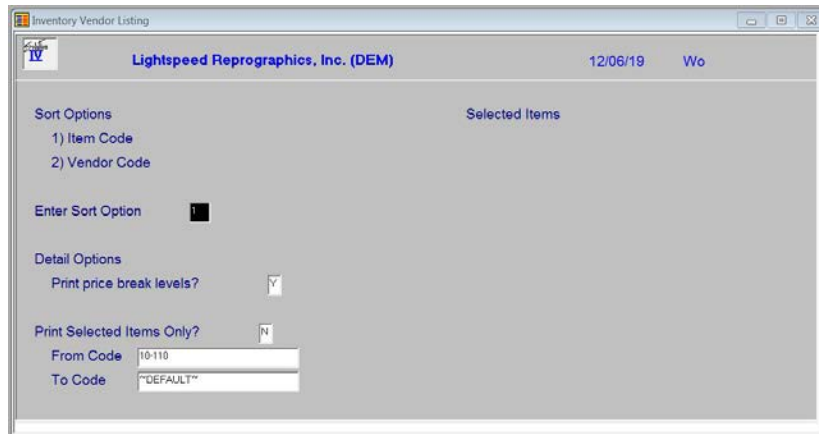 Inventory Vendor Listing
IV
Lightspeed Reprographics, Inc. (DEM) 12/06/19 Wo
Sort Options Selected Items
1) Item Code
2) Vendor Code
Enter Sort Option 1
Detail Options
Print price break levels? Y
Print Selected Items Only? N
From Code 10-110
To Code ~DEFAULT~